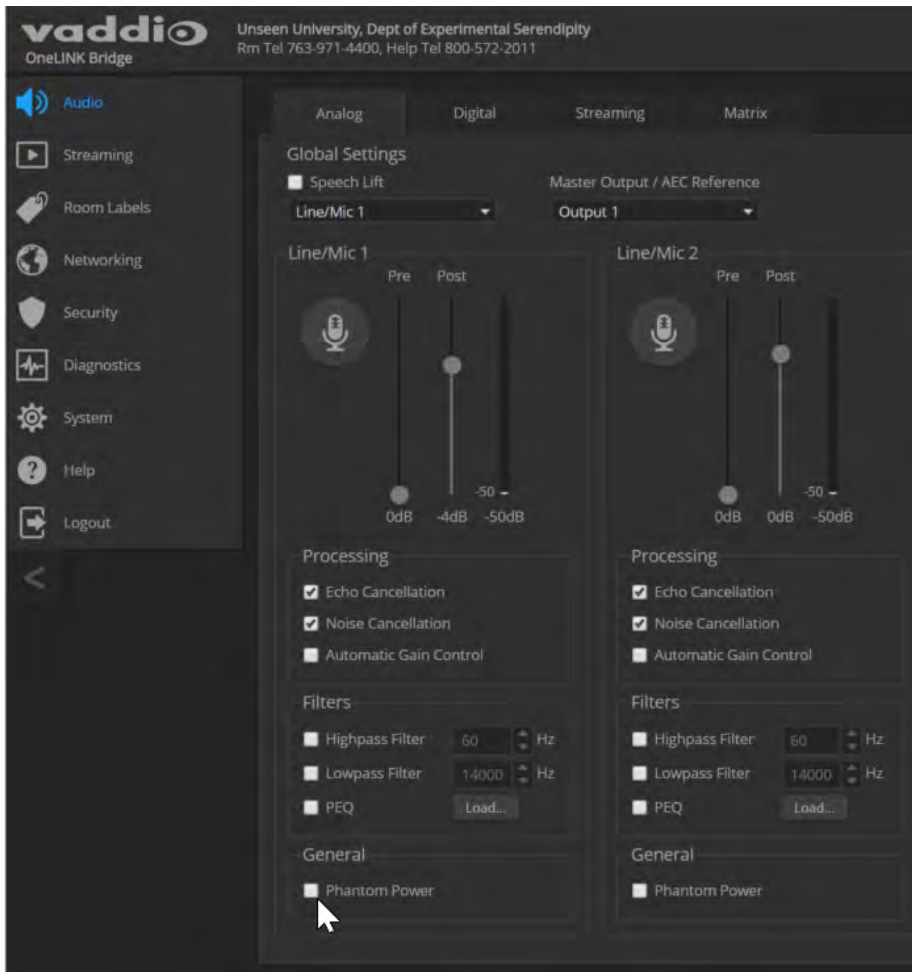 vaddio
OneLINK Bridge
Unseen University, Dept of Experimental Serendipity
Rm Tel 763-971-4400, Help Tel 800-572-2011
Audio
Streaming
Room Labels
Networking
Security
Diagnostics
System
Help
Logout
<
Analog Digital Streaming Matrix
Global Settings
Speech Lift
Line/Mic 1
Master Output / AEC Reference
Output 1
Line/Mic 1
Pre Post
-50
0dB -4dB -50dB
Processing
Echo Cancellation
Noise Cancellation
Automatic Gain Control
Filters
Highpass Filter 60 Hz
Lowpass Filter 14000 Hz
PEQ Load...
General
Phantom Power
Line/Mic 2
Pre Post
-50
0dB 0dB -50dB
Processing
Echo Cancellation
Noise Cancellation
Automatic Gain Control
Filters
Highpass Filter 60 Hz
Lowpass Filter 14000 Hz
PEQ Load...
General
Phantom Power